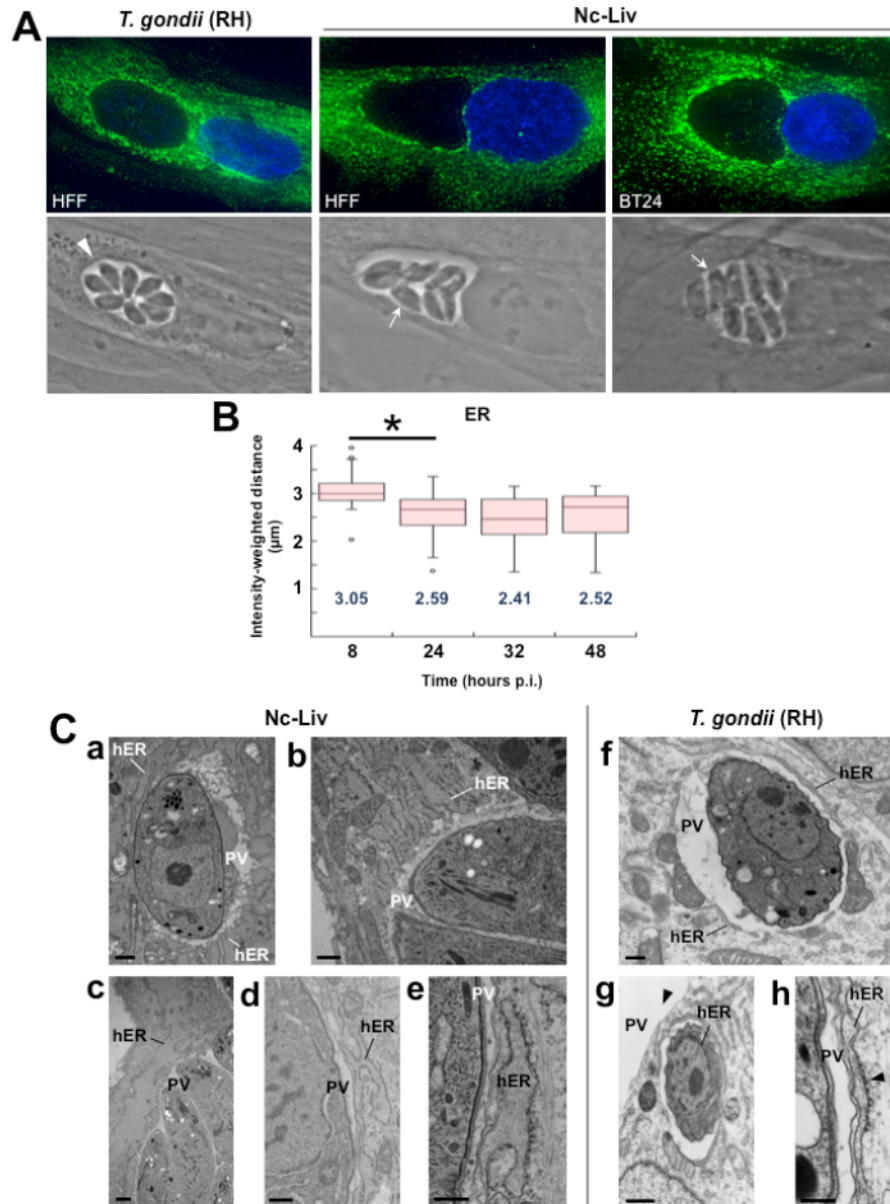 A
T. gondii (RH)
Nc-Liv
HFF
HFF
BT24
B
ER
*
Intensity-weighted distance
(µm)
4
3
2
1
3.05 2.59 2.41 2.52
8 24 32 48
Time (hours p.i.)
C
Nc-Liv
T. gondii (RH)
a
hER
PV
hER
b
hER
PV
f
hER
PV
hER
c
hER
PV
d
hER
PV
e
PV
hER
g
hER
PV
h
hER
PV